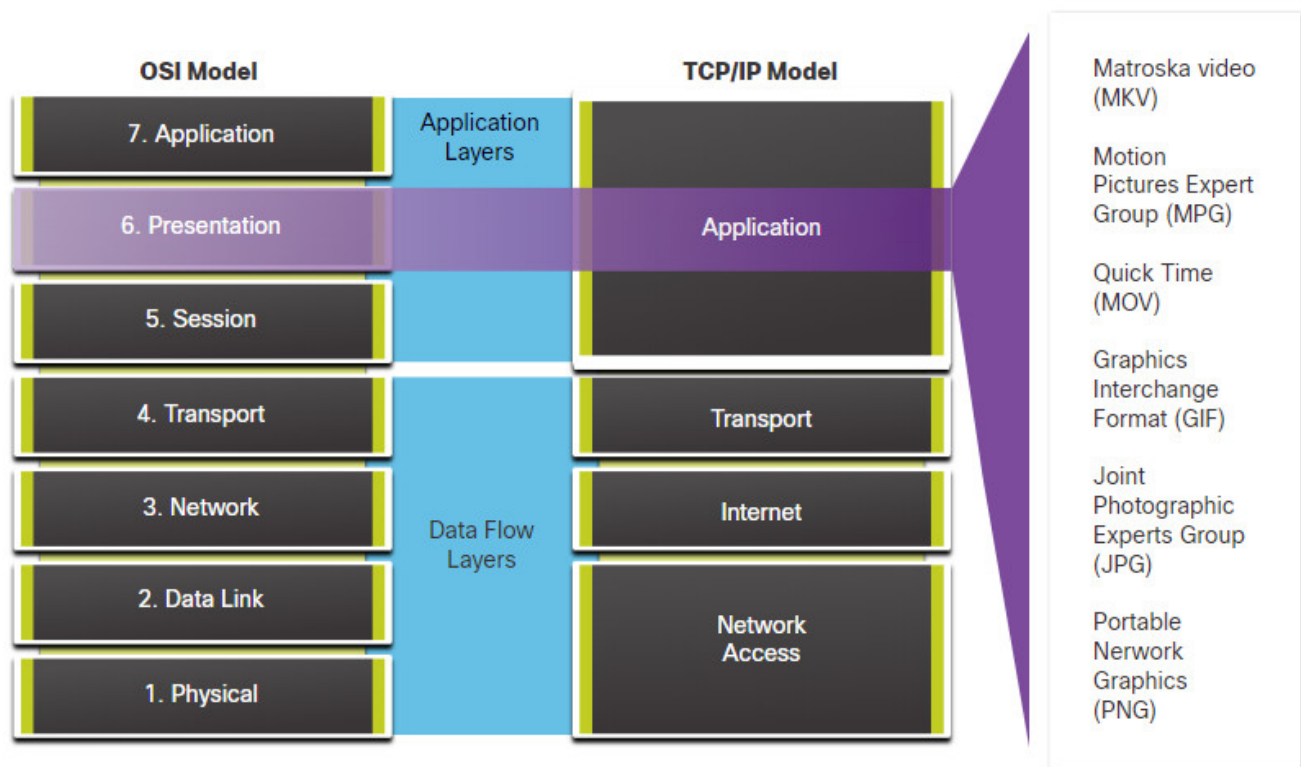 OSI Model
7. Application
6. Presentation
5. Session
4. Transport
3. Network
2. Data Link
1. Physical
Application
Layers
Data Flow
Layers
TCP/IP Model
Application
Transport
Internet
Network
Access
Matroska video
(MKV)
Motion
Pictures Expert
Group (MPG)
Quick Time
(MOV)
Graphics
Interchange
Format (GIF)
Joint
Photographic
Experts Group
(JPG)
Portable
Nerwork
Graphics
(PNG)